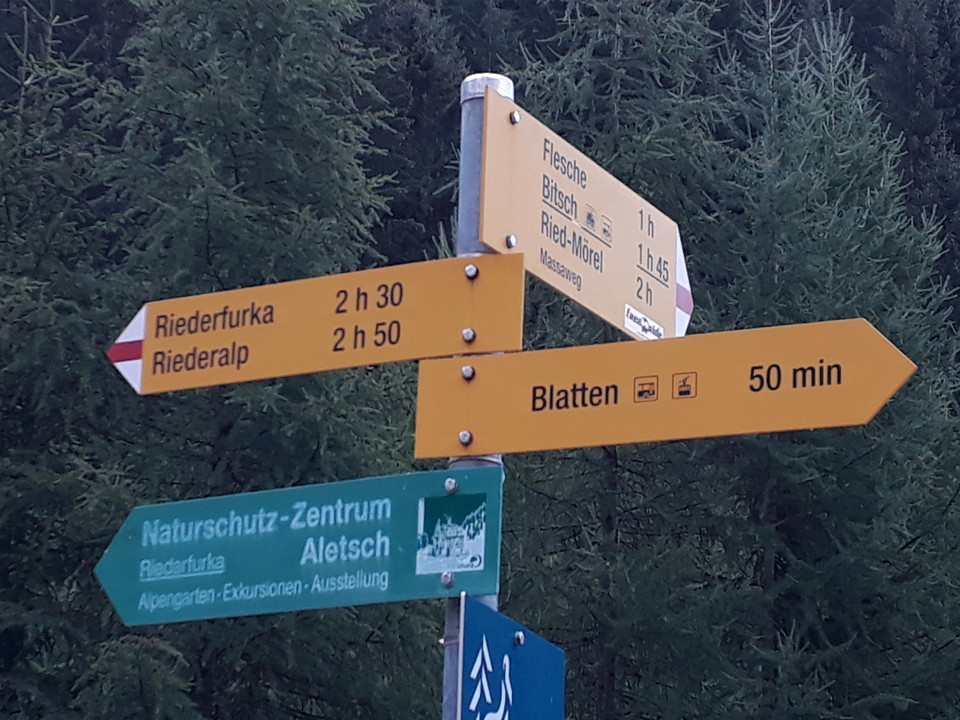 Flesche 1 h
Bitsch 1 h 45
Ried-Mörel 2 h
Massaweg
Riederfurka 2 h 30
Riederalp 2 h 50
Blatten 50 min
Naturschutz-Zentrum
Aletsch
Riederfurka
Alpengarten · Exkursionen · Ausstellung